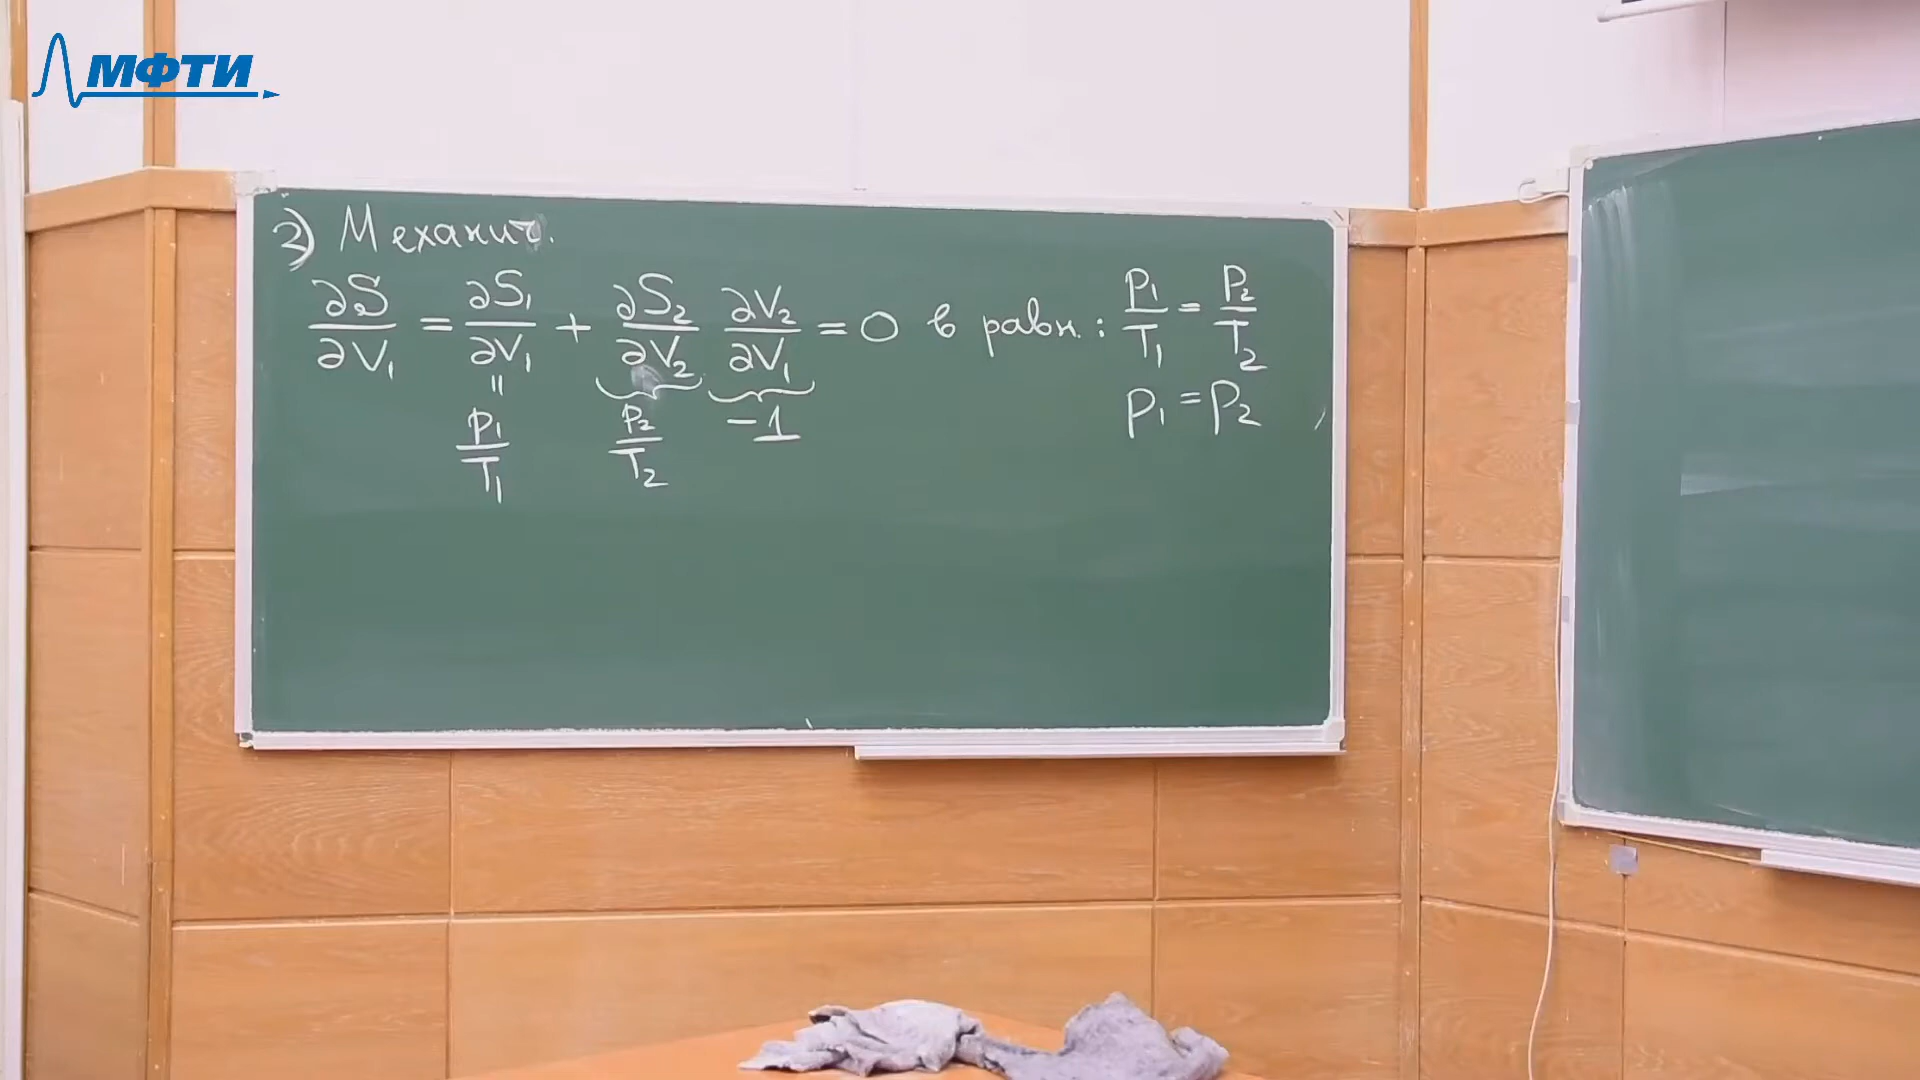 МФТИ
2) Механич.
∂S/∂V₁ = ∂S₁/∂V₁ + ∂S₂/∂V₂ ∂V₂/∂V₁ = 0 в равн. : P₁/T₁ = P₂/T₂
" P₁/T₁ P₂/T₂ -1 P₁ = P₂